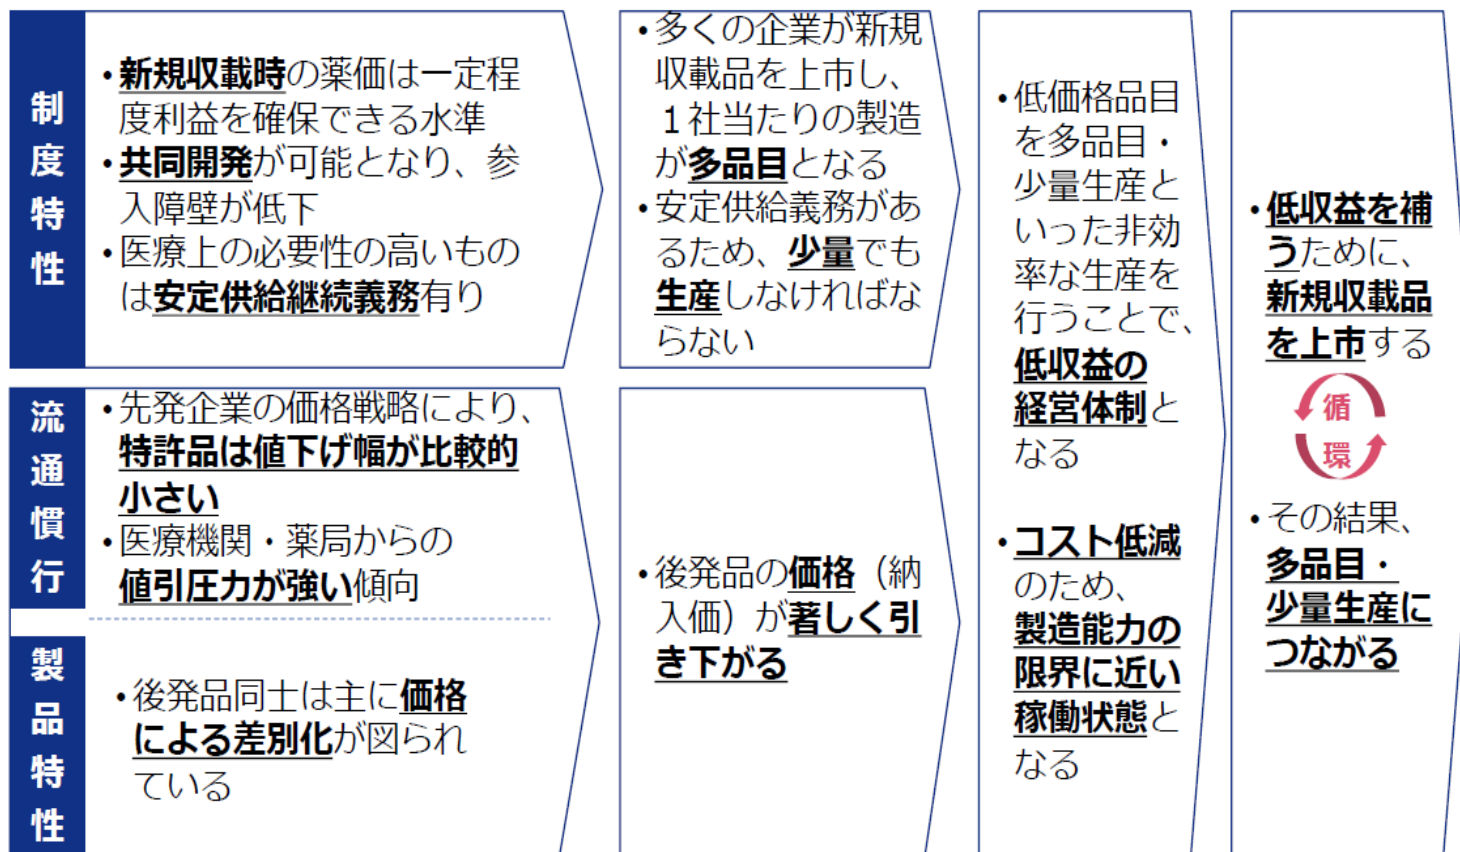 制度特性
・新規収載時の薬価は一定程
度利益を確保できる水準
・共同開発が可能となり、参
入障壁が低下
・医療上の必要性の高いもの
は安定供給継続義務有り
・多くの企業が新規
収載品を上市し、
１社当たりの製造
が多品目となる
・安定供給義務があ
るため、少量でも
生産しなければな
らない
流通慣行
・先発企業の価格戦略により、
特許品は値下げ幅が比較的
小さい
・医療機関・薬局からの
値引圧力が強い傾向
製品特性
・後発品同士は主に価格
による差別化が図られ
ている
・後発品の価格（納
入価）が著しく引
き下がる
・低価格品目
を多品目・
少量生産と
いった非効
率な生産を
行うことで、
低収益の
経営体制と
なる
・コスト低減
のため、
製造能力の
限界に近い
稼働状態と
なる
・低収益を補
うために、
新規収載品
を上市する
循
環
・その結果、
多品目・
少量生産に
つながる